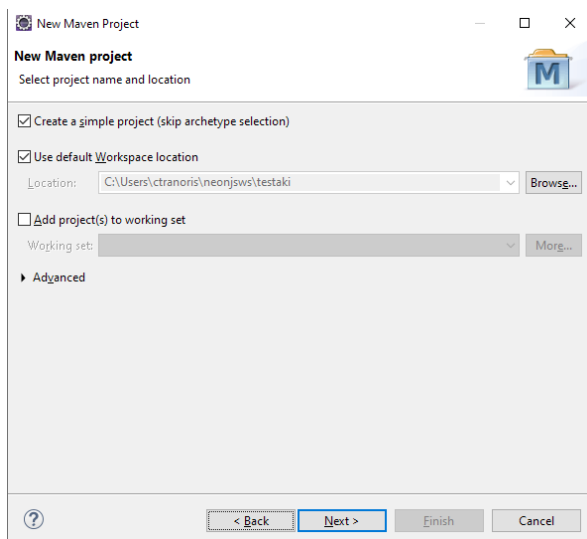 New Maven Project
New Maven project
Select project name and location
M
Create a simple project (skip archetype selection)
Use default Workspace location
Location: C:\Users\ctranoris\neonjsws\testaki Browse...
Add project(s) to working set
Working set: More...
Advanced
? < Back Next > Finish Cancel